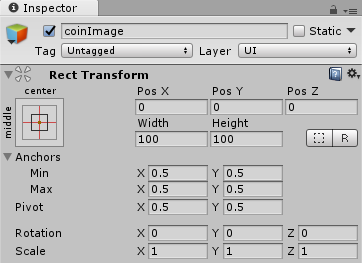 Inspector
coinImage Static
Tag Untagged Layer UI
Rect Transform
center Pos X Pos Y Pos Z
middle 0 0 0
Width Height
100 100 R
Anchors
Min X 0.5 Y 0.5
Max X 0.5 Y 0.5
Pivot X 0.5 Y 0.5
Rotation X 0 Y 0 Z 0
Scale X 1 Y 1 Z 1